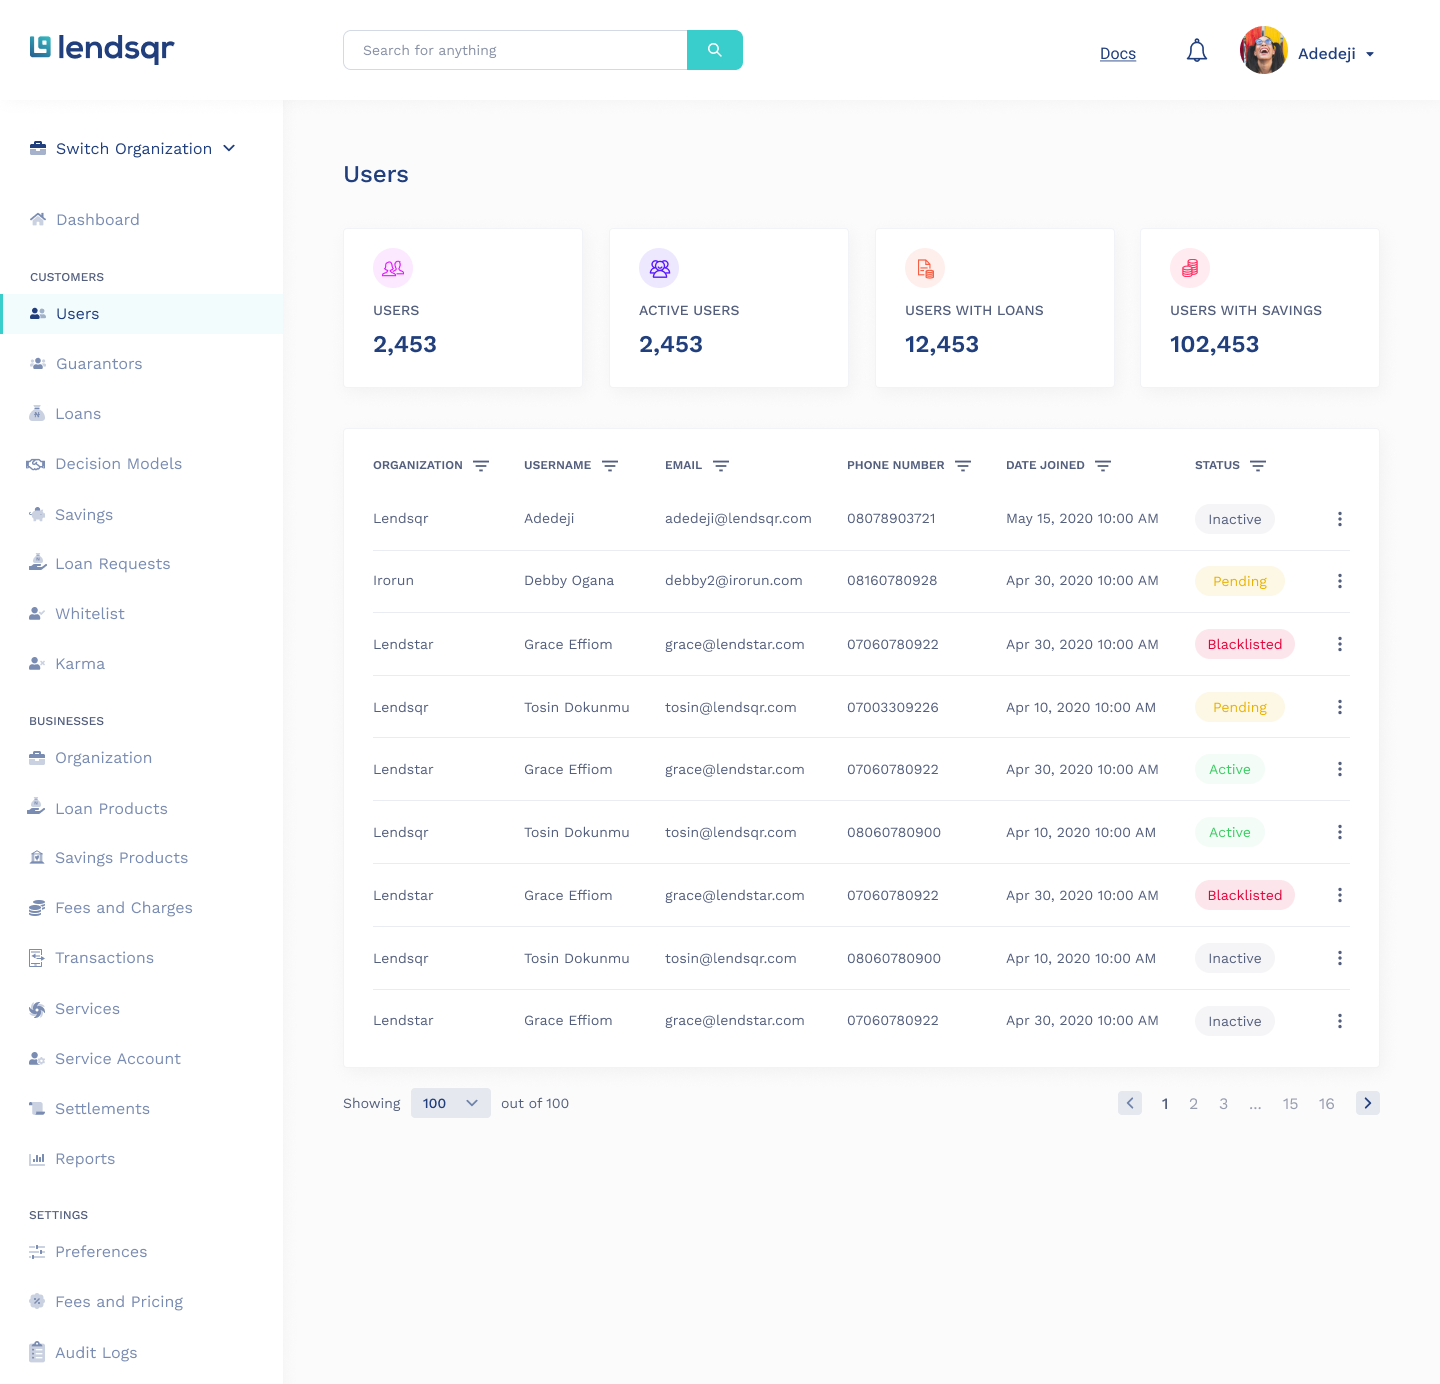 lendsqr
Search for anything
Docs
Adedeji
Switch Organization
Dashboard
CUSTOMERS
Users
Guarantors
Loans
Decision Models
Savings
Loan Requests
Whitelist
Karma
BUSINESSES
Organization
Loan Products
Savings Products
Fees and Charges
Transactions
Services
Service Account
Settlements
Reports
SETTINGS
Preferences
Fees and Pricing
Audit Logs
Users
USERS
2,453
ACTIVE USERS
2,453
USERS WITH LOANS
12,453
USERS WITH SAVINGS
102,453
ORGANIZATION USERNAME EMAIL PHONE NUMBER DATE JOINED STATUS
Lendsqr Adedeji adedeji@lendsqr.com 08078903721 May 15, 2020 10:00 AM Inactive
Irorun Debby Ogana debby2@irorun.com 08160780928 Apr 30, 2020 10:00 AM Pending
Lendstar Grace Effiom grace@lendstar.com 07060780922 Apr 30, 2020 10:00 AM Blacklisted
Lendsqr Tosin Dokunmu tosin@lendsqr.com 07003309226 Apr 10, 2020 10:00 AM Pending
Lendstar Grace Effiom grace@lendstar.com 07060780922 Apr 30, 2020 10:00 AM Active
Lendsqr Tosin Dokunmu tosin@lendsqr.com 08060780900 Apr 10, 2020 10:00 AM Active
Lendstar Grace Effiom grace@lendstar.com 07060780922 Apr 30, 2020 10:00 AM Blacklisted
Lendsqr Tosin Dokunmu tosin@lendsqr.com 08060780900 Apr 10, 2020 10:00 AM Inactive
Lendstar Grace Effiom grace@lendstar.com 07060780922 Apr 30, 2020 10:00 AM Inactive
Showing 100 out of 100
1 2 3 ... 15 16